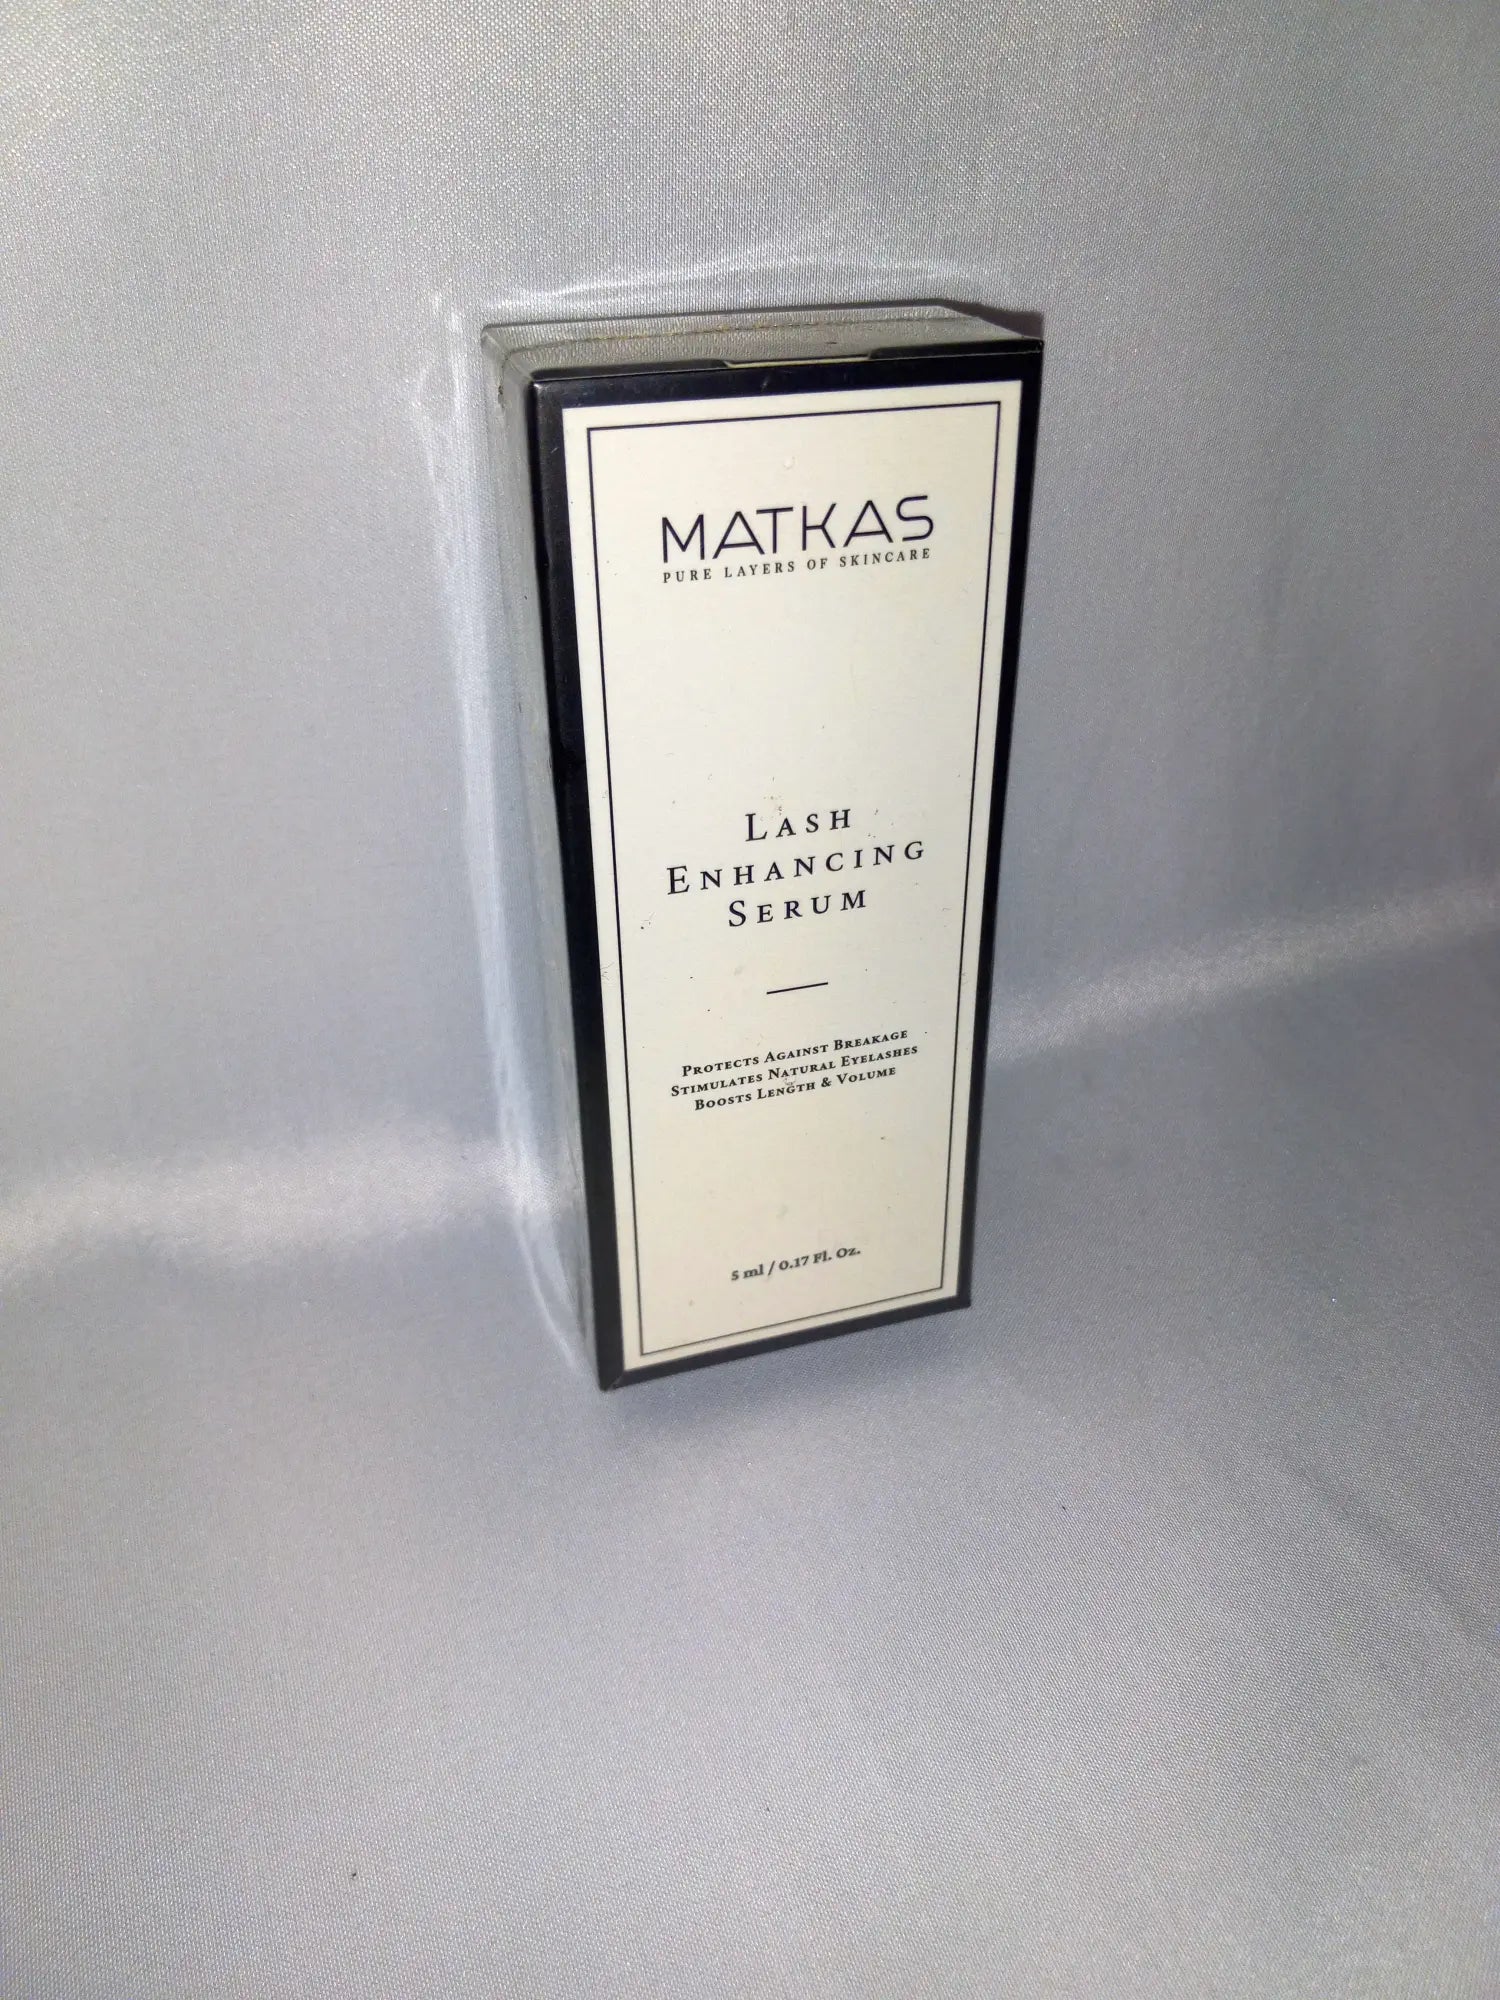 MATKAS
PURE LAYERS OF SKINCARE
LASH
ENHANCING
SERUM
PROTECTS AGAINST BREAKAGE
STIMULATES NATURAL EYELASHES
BOOSTS LENGTH & VOLUME
5 ml / 0.17 Fl. Oz.